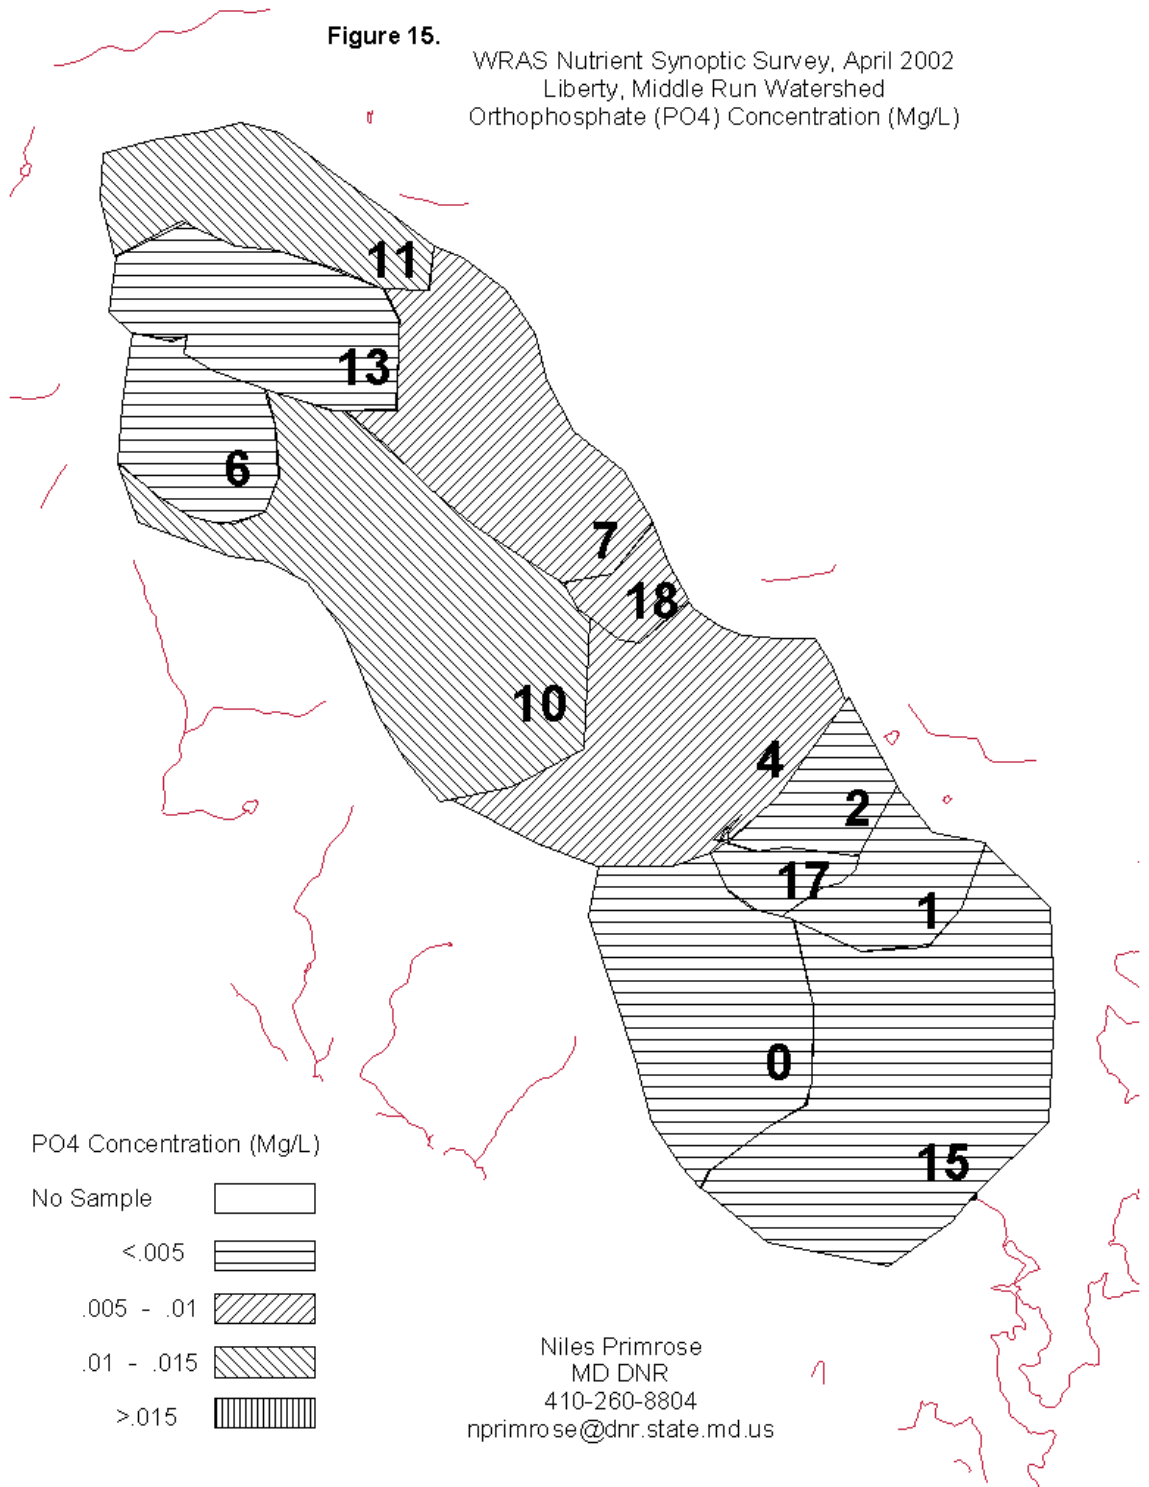 Figure 15.
WRAS Nutrient Synoptic Survey, April 2002
Liberty, Middle Run Watershed
Orthophosphate (PO4) Concentration (Mg/L)
11
13
6
7
18
10
4
2
17
1
0
15
PO4 Concentration (Mg/L)
No Sample
<.005
.005 - .01
.01 - .015
>.015
Niles Primrose
MD DNR
410-260-8804
nprimrose@dnr.state.md.us